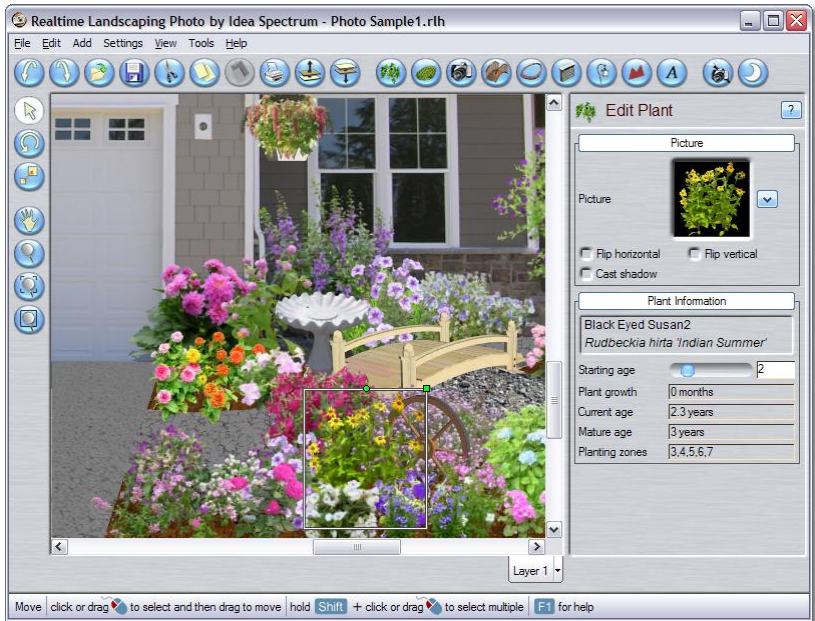 Realtime Landscaping Photo by Idea Spectrum - Photo Sample1.rlh
File Edit Add Settings View Tools Help
A
Edit Plant
?
Picture
Picture
Flip horizontal
Flip vertical
Cast shadow
Plant Information
Black Eyed Susan2
Rudbeckia hirta 'Indian Summer'
Starting age
2
Plant growth
0 months
Current age
2.3 years
Mature age
3 years
Planting zones
3,4,5,6,7
Layer 1
Move click or drag to select and then drag to move hold Shift + click or drag to select multiple F1 for help